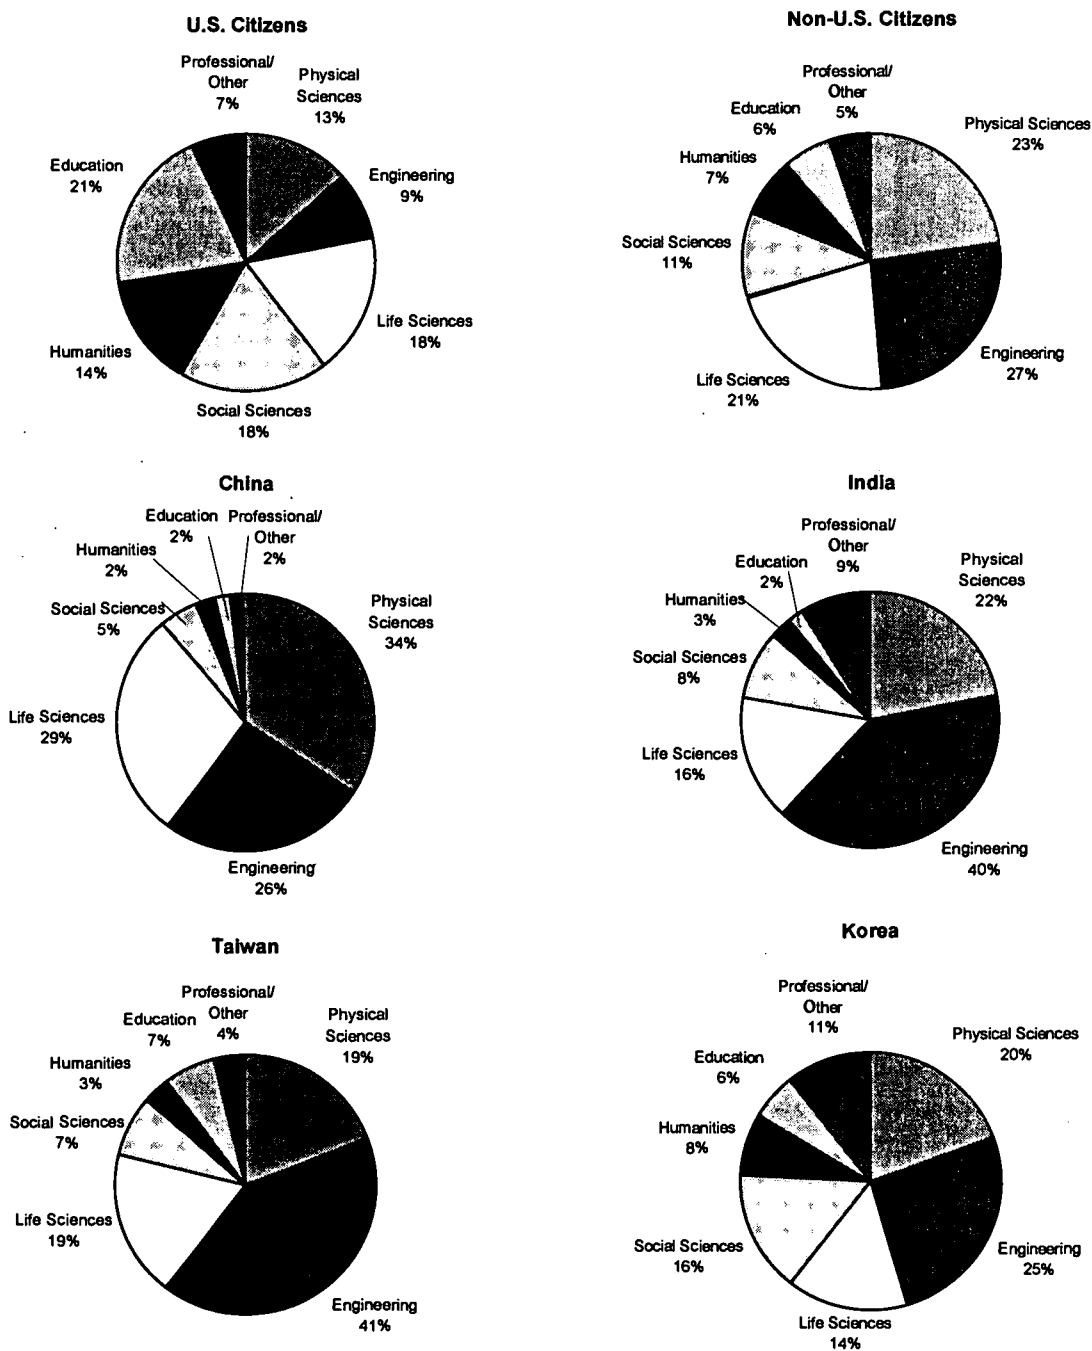 U.S. Citizens
Professional/
Other
7%
Physical
Sciences
13%
Engineering
9%
Life Sciences
18%
Social Sciences
18%
Humanities
14%
Education
21%
Non-U.S. Citizens
Professional/
Other
5%
Physical Sciences
23%
Engineering
27%
Life Sciences
21%
Social Sciences
11%
Humanities
7%
Education
6%
China
Professional/
Other
2%
Physical
Sciences
34%
Engineering
26%
Life Sciences
29%
Social Sciences
5%
Humanities
2%
Education
2%
India
Professional/
Other
9%
Physical
Sciences
22%
Engineering
40%
Life Sciences
16%
Social Sciences
8%
Humanities
3%
Education
2%
Taiwan
Professional/
Other
4%
Physical
Sciences
19%
Engineering
41%
Life Sciences
19%
Social Sciences
7%
Humanities
3%
Education
7%
Korea
Professional/
Other
11%
Physical Sciences
20%
Engineering
25%
Life Sciences
14%
Social Sciences
16%
Humanities
8%
Education
6%